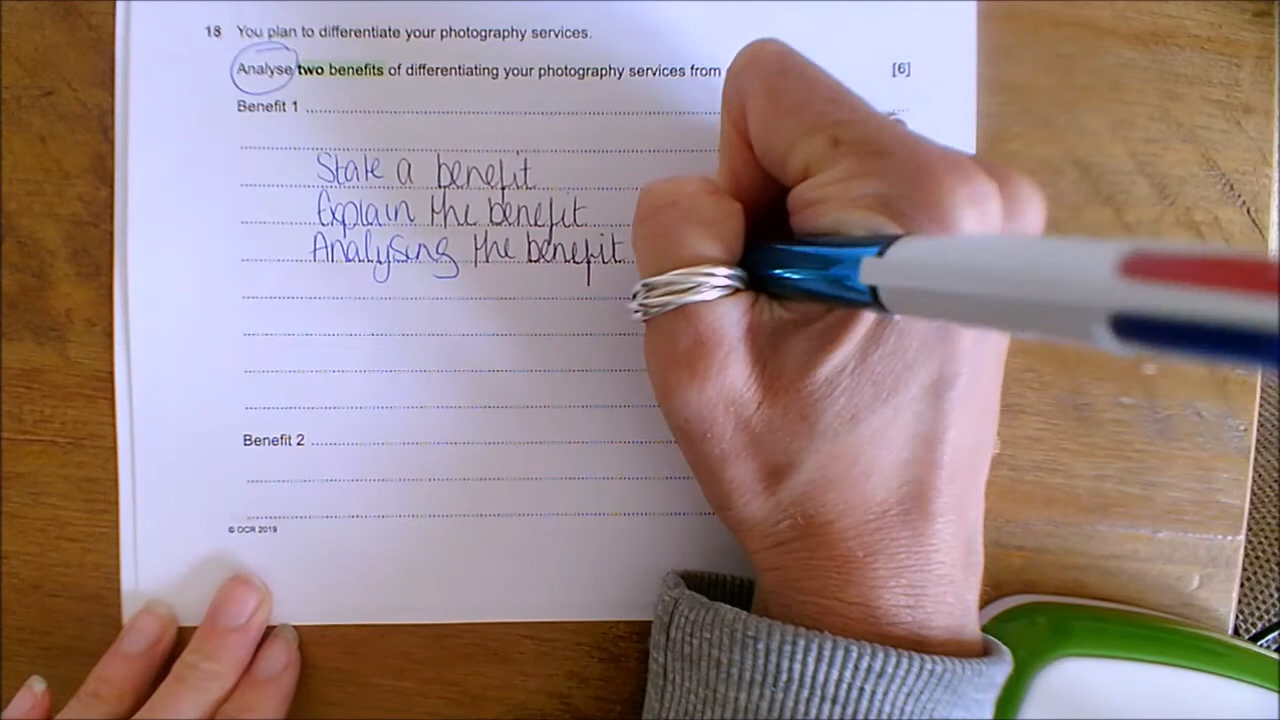 18 You plan to differentiate your photography services.
Analyse two benefits of differentiating your photography services from [6]
Benefit 1
State a benefit
Explain the benefit
Analysing the benefit
Benefit 2
© OCR 2019